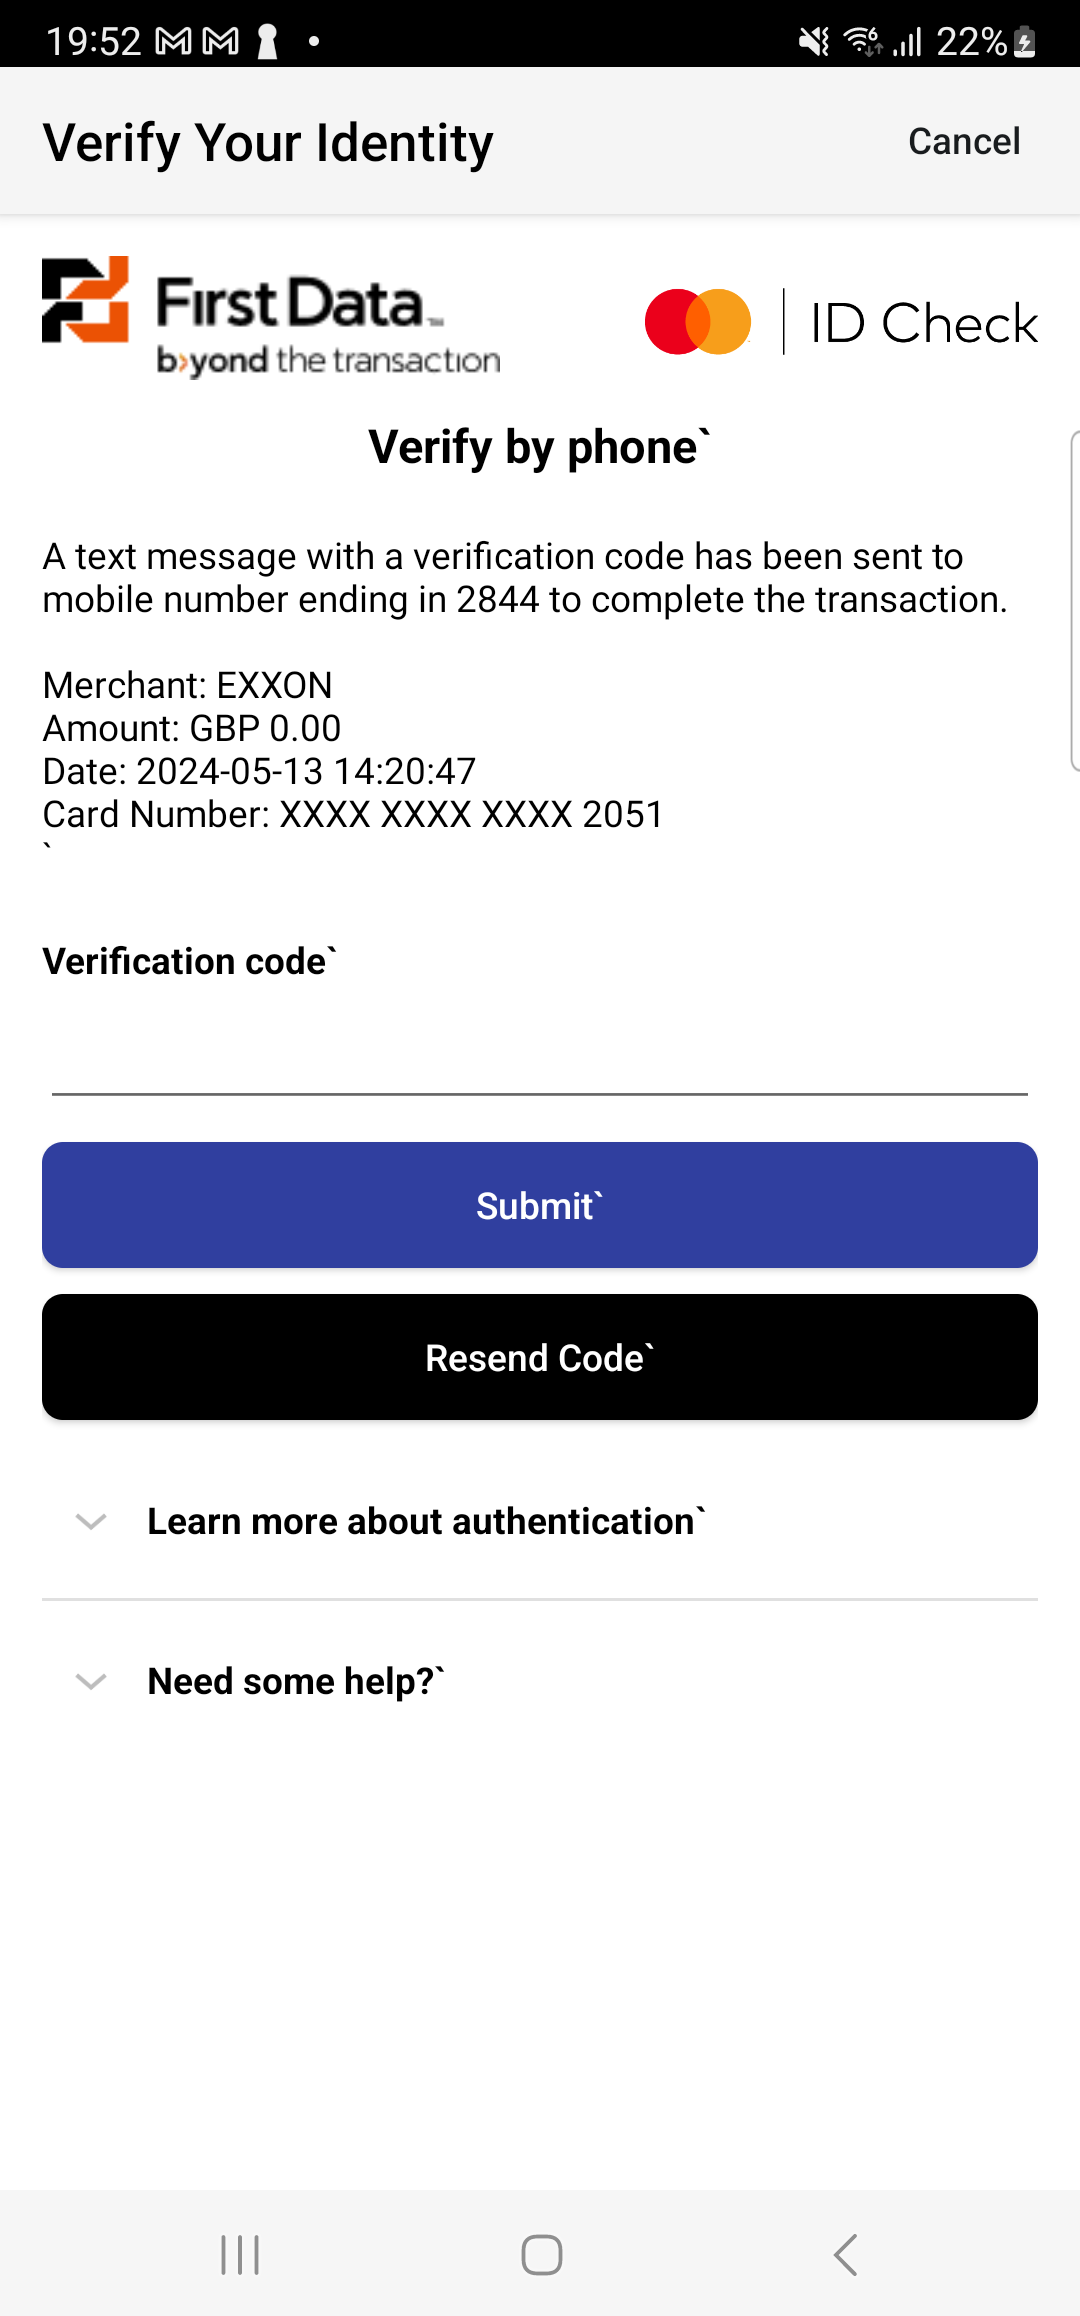 19:52
22%
Verify Your Identity
Cancel
First Data
beyond the transaction
ID Check
Verify by phone`
A text message with a verification code has been sent to
mobile number ending in 2844 to complete the transaction.
Merchant: EXXON
Amount: GBP 0.00
Date: 2024-05-13 14:20:47
Card Number: XXXX XXXX XXXX 2051
`
Verification code`
Submit`
Resend Code`
Learn more about authentication`
Need some help?`